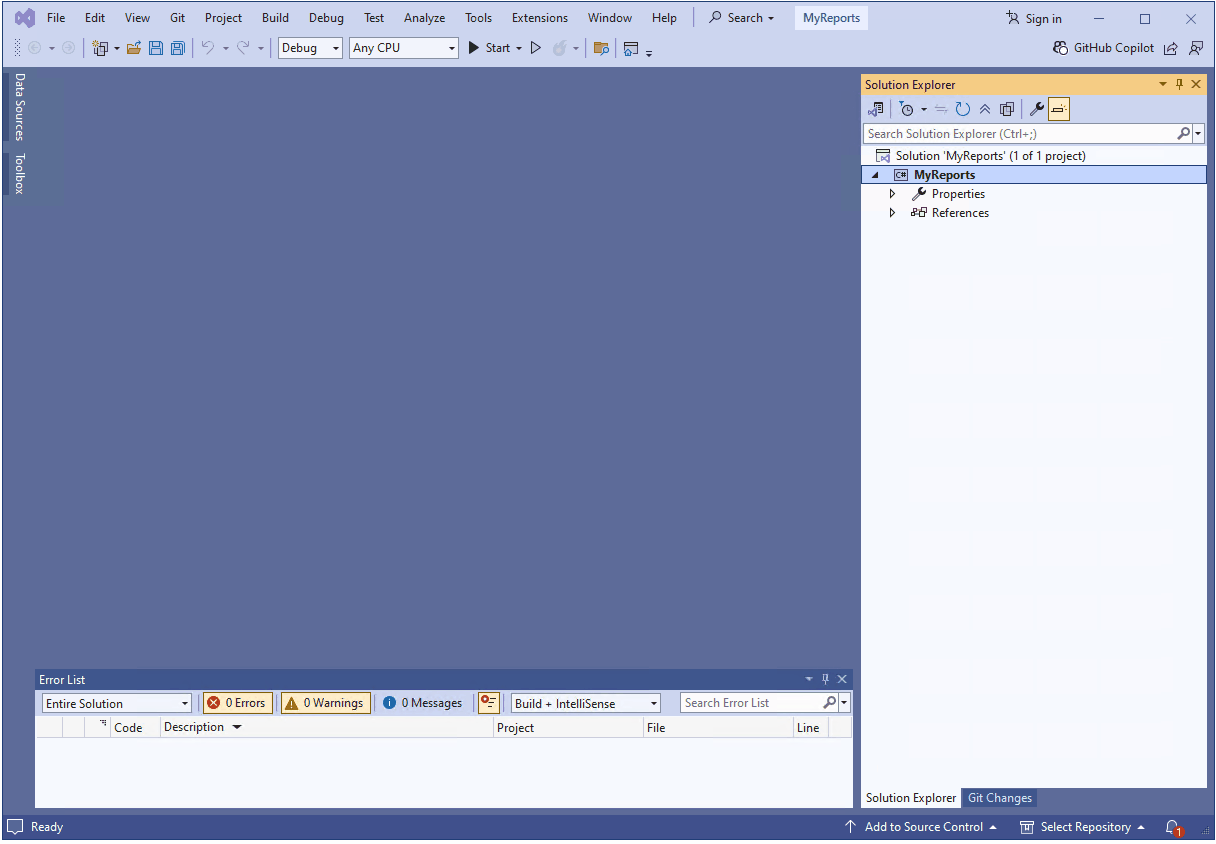 File Edit View Git Project Build Debug Test Analyze Tools Extensions Window Help Search MyReports Sign in
Debug Any CPU Start GitHub Copilot
Data Sources
Toolbox
Solution Explorer
Search Solution Explorer (Ctrl+;)
Solution 'MyReports' (1 of 1 project)
C# MyReports
Properties
References
Error List
Entire Solution 0 Errors 0 Warnings 0 Messages Build + IntelliSense Search Error List
Code Description Project File Line
Solution Explorer Git Changes
Ready Add to Source Control Select Repository 1